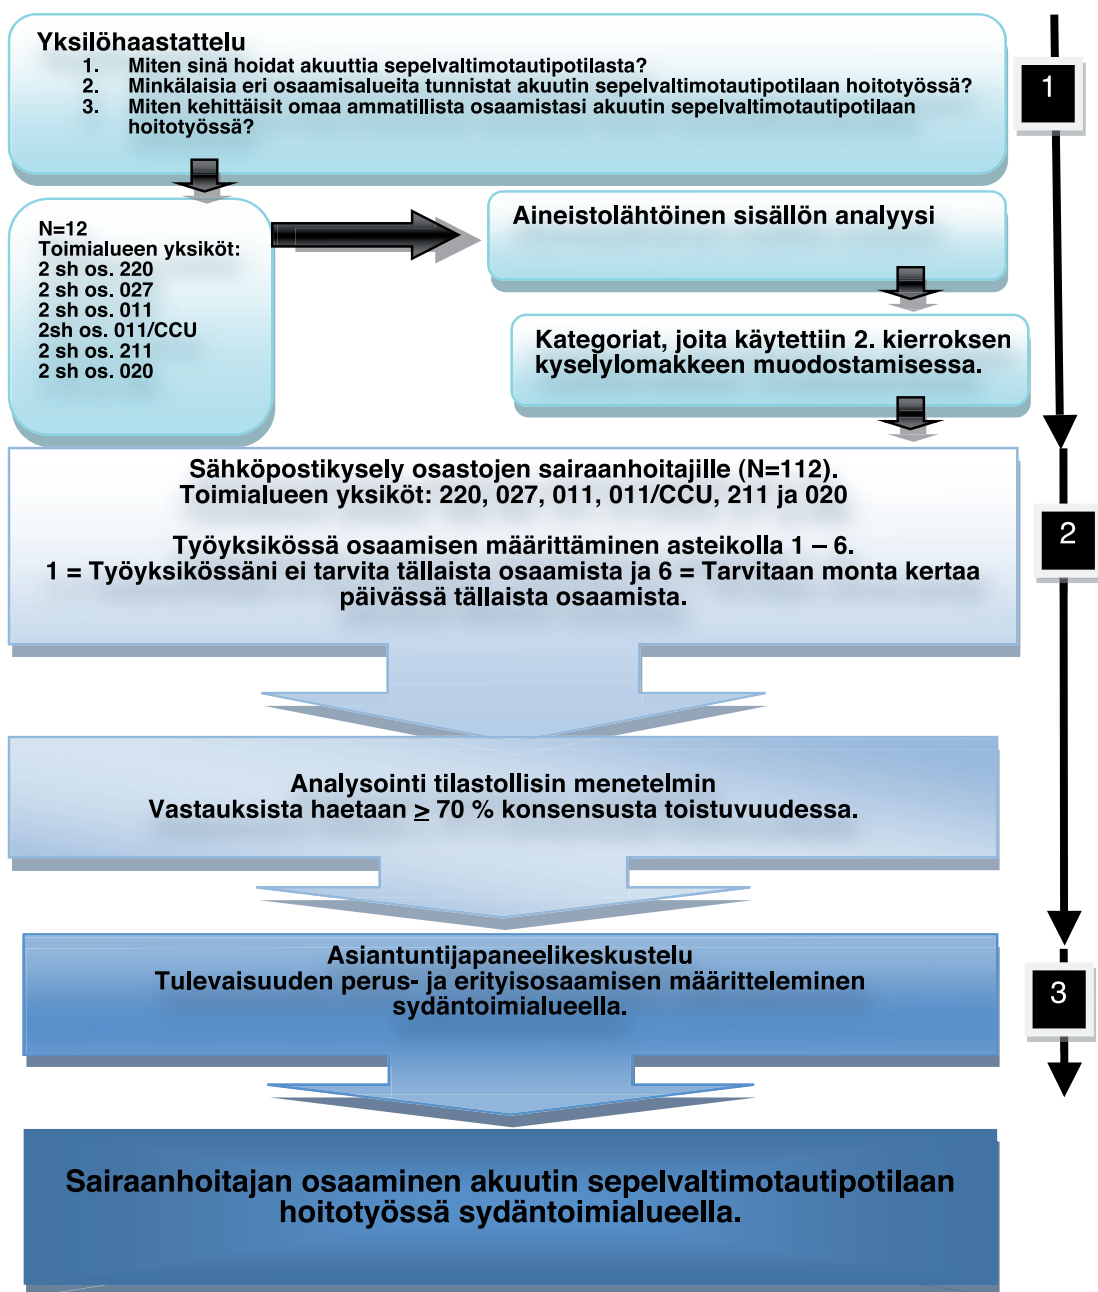 Yksilöhaastattelu
1. Miten sinä hoidat akuuttia sepelvaltimotautipotilasta?
2. Minkälaisia eri osaamisalueita tunnistat akuutin sepelvaltimotautipotilaan hoitotyössä?
3. Miten kehittäisit omaa ammatillista osaamistasi akuutin sepelvaltimotautipotilaan
hoitotyössä?
1
N=12
Toimialueen yksiköt:
2 sh os. 220
2 sh os. 027
2 sh os. 011
2sh os. 011/CCU
2 sh os. 211
2 sh os. 020
Aineistolähtöinen sisällön analyysi
Kategoriat, joita käytettiin 2. kierroksen
kyselylomakkeen muodostamisessa.
Sähköpostikysely osastojen sairaanhoitajille (N=112).
Toimialueen yksiköt: 220, 027, 011, 011/CCU, 211 ja 020
Työyksikössä osaamisen määrittäminen asteikolla 1 – 6.
1 = Työyksikössäni ei tarvita tällaista osaamista ja 6 = Tarvitaan monta kertaa
päivässä tällaista osaamista.
2
Analysointi tilastollisin menetelmin
Vastauksista haetaan ≥ 70 % konsensusta toistuvuudessa.
Asiantuntijapaneelikeskustelu
Tulevaisuuden perus- ja erityisosaamisen määritteleminen
sydäntoimialueella.
3
Sairaanhoitajan osaaminen akuutin sepelvaltimotautipotilaan
hoitotyössä sydäntoimialueella.